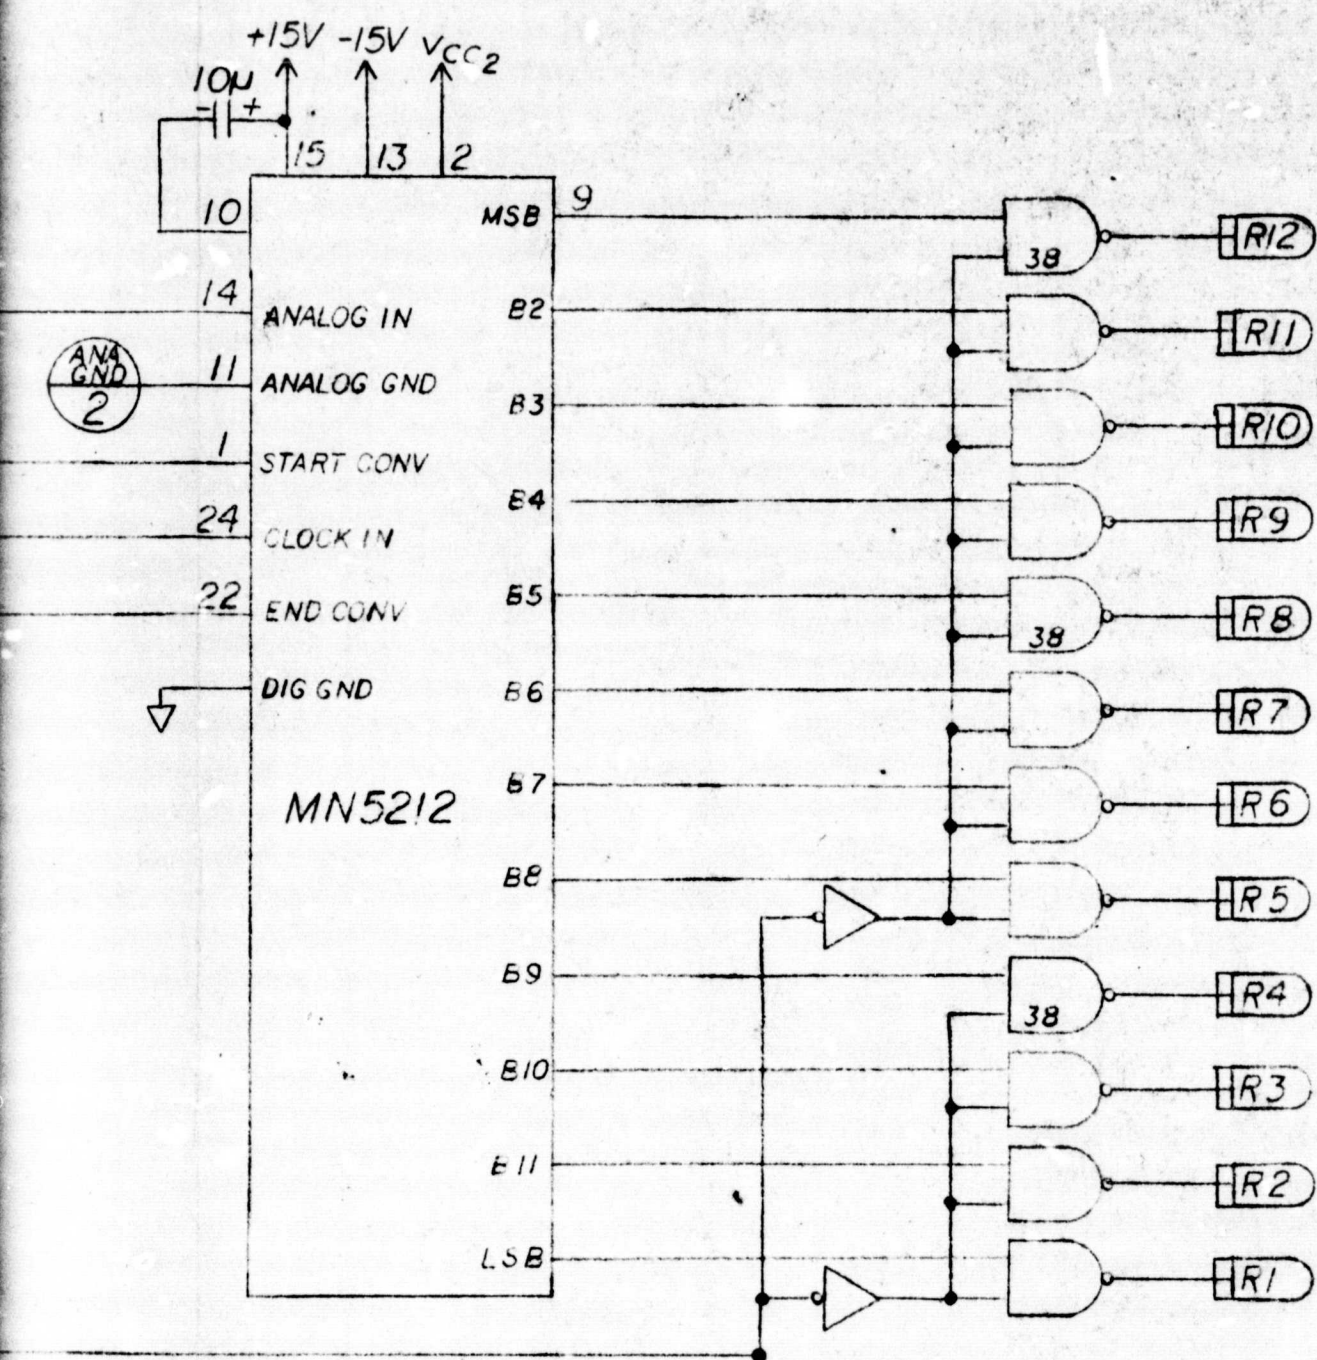 +15V -15V VCC2
10µ
- +
15 13 2
10
MSB 9
38
R12
14
ANALOG IN
B2
R11
ANA GND 2
11
ANALOG GND
B3
R10
1
START CONV
B4
R9
24
CLOCK IN
B5
38
R8
22
END CONV
DIG GND
B6
R7
MN5212
B7
R6
B8
R5
B9
38
R4
B10
R3
B11
R2
LSB
R1